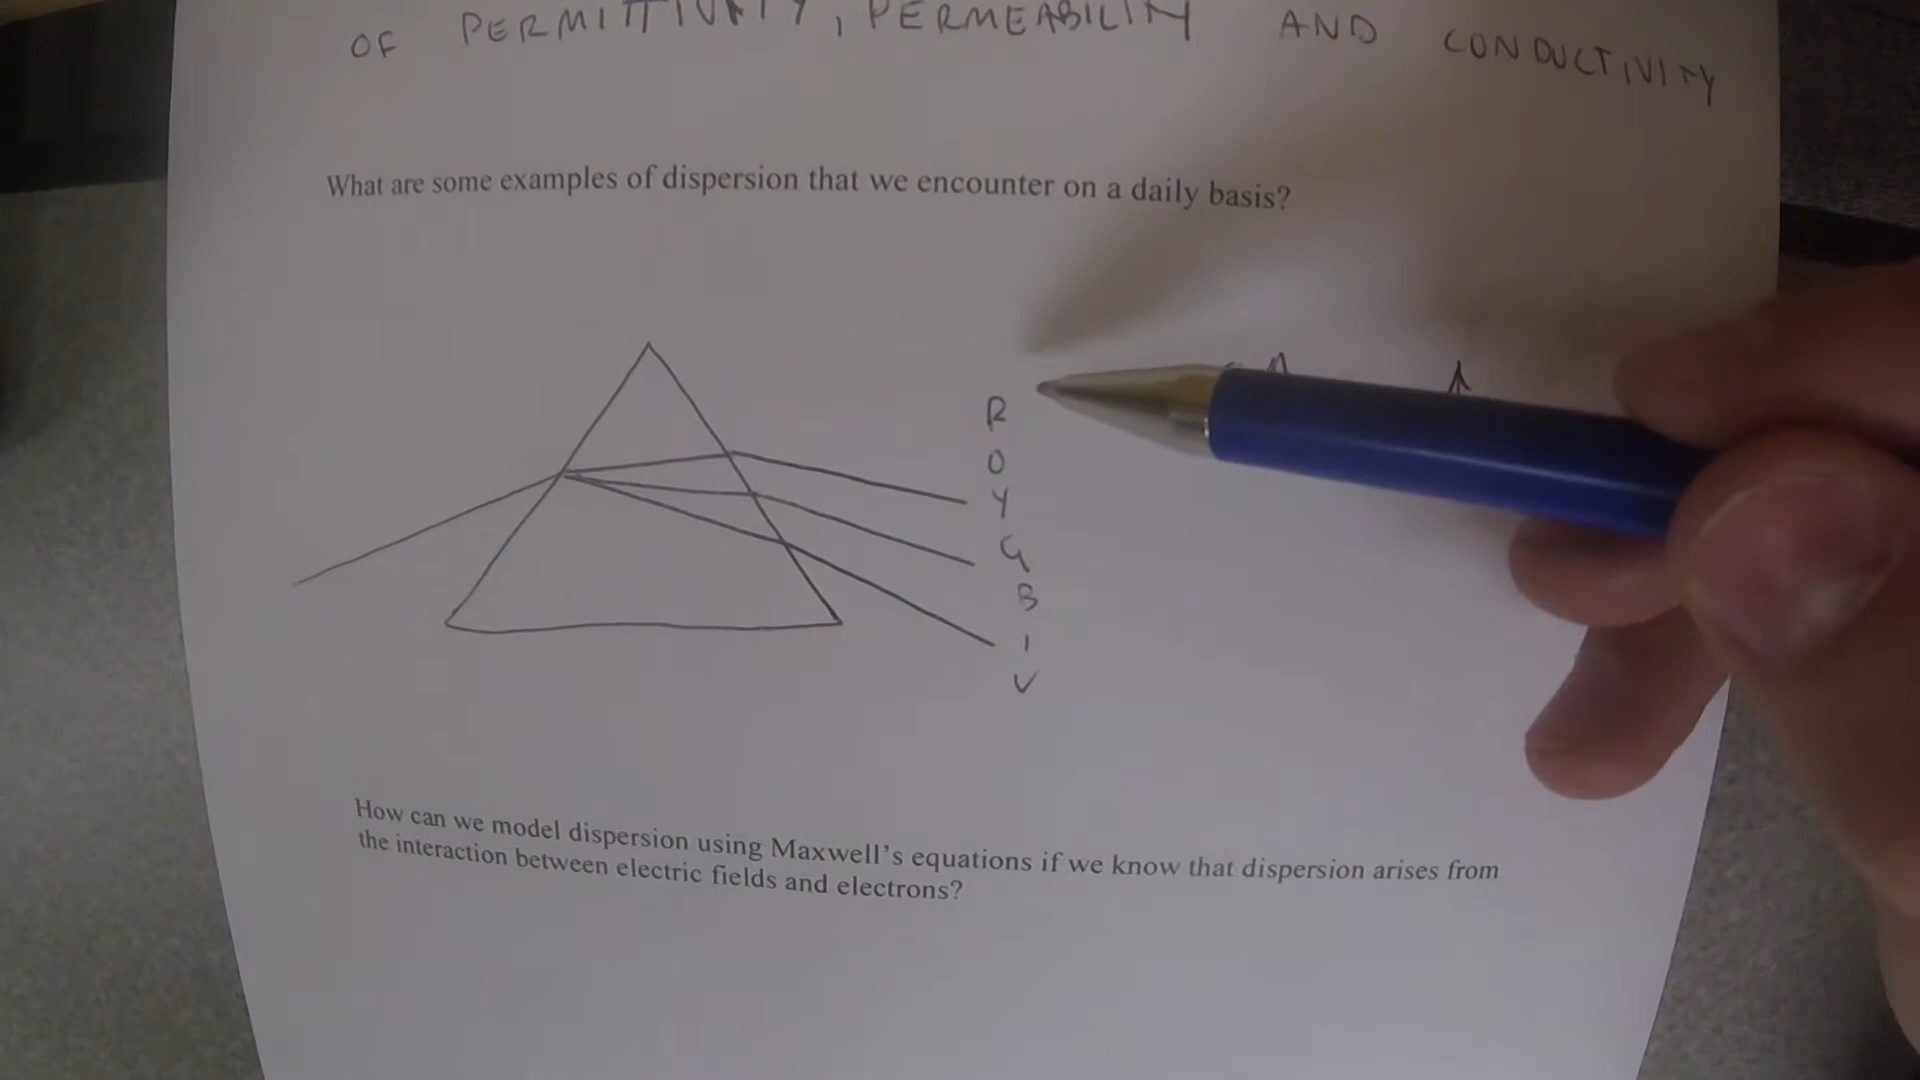 OF PERMITTIVITY, PERMEABILITY AND CONDUCTIVITY
What are some examples of dispersion that we encounter on a daily basis?
R
O
Y
G
B
I
V
How can we model dispersion using Maxwell's equations if we know that dispersion arises from
the interaction between electric fields and electrons?